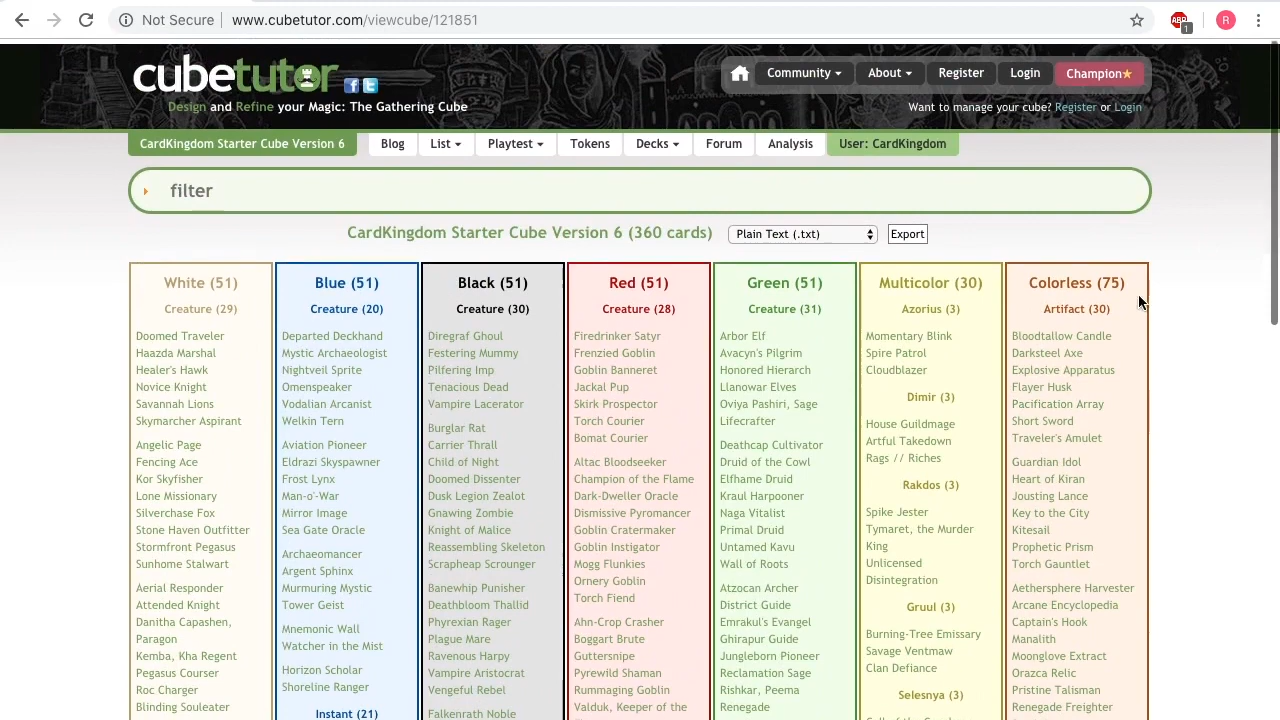 Not Secure
www.cubetutor.com/viewcube/121851
ABP
1
R
cubetutor
f
Design and Refine your Magic: The Gathering Cube
Community
About
Register
Login
Champion★
Want to manage your cube? Register or Login
CardKingdom Starter Cube Version 6
Blog
List
Playtest
Tokens
Decks
Forum
Analysis
User: CardKingdom
filter
CardKingdom Starter Cube Version 6 (360 cards)
Plain Text (.txt)
Export
White (51)
Creature (29)
Doomed Traveler
Haazda Marshal
Healer's Hawk
Novice Knight
Savannah Lions
Skymarcher Aspirant
Angelic Page
Fencing Ace
Kor Skyfisher
Lone Missionary
Silverchase Fox
Stone Haven Outfitter
Stormfront Pegasus
Sunhome Stalwart
Aerial Responder
Attended Knight
Danitha Capashen,
Paragon
Kemba, Kha Regent
Pegasus Courser
Roc Charger
Blinding Souleater
Blue (51)
Creature (20)
Departed Deckhand
Mystic Archaeologist
Nightveil Sprite
Omenspeaker
Vodalian Arcanist
Welkin Tern
Aviation Pioneer
Eldrazi Skyspawner
Frost Lynx
Man-o'-War
Mirror Image
Sea Gate Oracle
Archaeomancer
Argent Sphinx
Murmuring Mystic
Tower Geist
Mnemonic Wall
Watcher in the Mist
Horizon Scholar
Shoreline Ranger
Instant (21)
Black (51)
Creature (30)
Diregraf Ghoul
Festering Mummy
Pilfering Imp
Tenacious Dead
Vampire Lacerator
Burglar Rat
Carrier Thrall
Child of Night
Doomed Dissenter
Dusk Legion Zealot
Gnawing Zombie
Knight of Malice
Reassembling Skeleton
Scrapheap Scrounger
Banewhip Punisher
Deathbloom Thallid
Phyrexian Rager
Plague Mare
Ravenous Harpy
Vampire Aristocrat
Vengeful Rebel
Falkenrath Noble
Red (51)
Creature (28)
Firedrinker Satyr
Frenzied Goblin
Goblin Banneret
Jackal Pup
Skirk Prospector
Torch Courier
Bomat Courier
Altac Bloodseeker
Champion of the Flame
Dark-Dweller Oracle
Dismissive Pyromancer
Goblin Cratermaker
Goblin Instigator
Mogg Flunkies
Ornery Goblin
Torch Fiend
Ahn-Crop Crasher
Boggart Brute
Guttersnipe
Pyrewild Shaman
Rummaging Goblin
Valduk, Keeper of the
Green (51)
Creature (31)
Arbor Elf
Avacyn's Pilgrim
Honored Hierarch
Llanowar Elves
Oviya Pashiri, Sage
Lifecrafter
Deathcap Cultivator
Druid of the Cowl
Elfhame Druid
Kraul Harpooner
Naga Vitalist
Primal Druid
Untamed Kavu
Wall of Roots
Atzocan Archer
District Guide
Emrakul's Evangel
Ghirapur Guide
Jungleborn Pioneer
Reclamation Sage
Rishkar, Peema
Renegade
Multicolor (30)
Azorius (3)
Momentary Blink
Spire Patrol
Cloudblazer
Dimir (3)
House Guildmage
Artful Takedown
Rags // Riches
Rakdos (3)
Spike Jester
Tymaret, the Murder
King
Unlicensed
Disintegration
Gruul (3)
Burning-Tree Emissary
Savage Ventmaw
Clan Defiance
Selesnya (3)
Colorless (75)
Artifact (30)
Bloodtallow Candle
Darksteel Axe
Explosive Apparatus
Flayer Husk
Pacification Array
Short Sword
Traveler's Amulet
Guardian Idol
Heart of Kiran
Jousting Lance
Key to the City
Kitesail
Prophetic Prism
Torch Gauntlet
Aethersphere Harvester
Arcane Encyclopedia
Captain's Hook
Manalith
Moonglove Extract
Orazca Relic
Pristine Talisman
Renegade Freighter